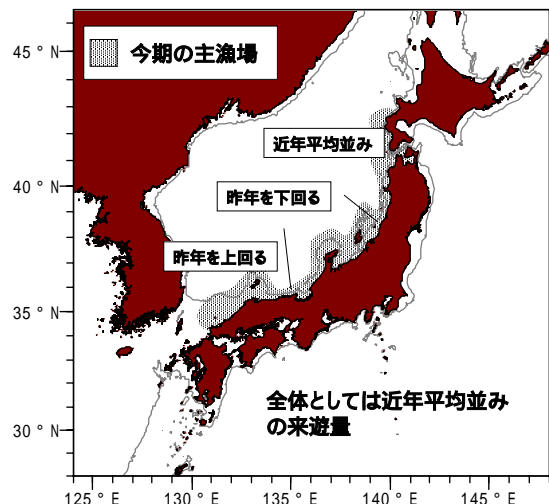 今期の主漁場
近年平均並み
昨年を下回る
昨年を上回る
全体としては近年平均並み
の来遊量
45 ° N
40 ° N
35 ° N
30 ° N
125 ° E 130 ° E 135 ° E 140 ° E 145 ° E